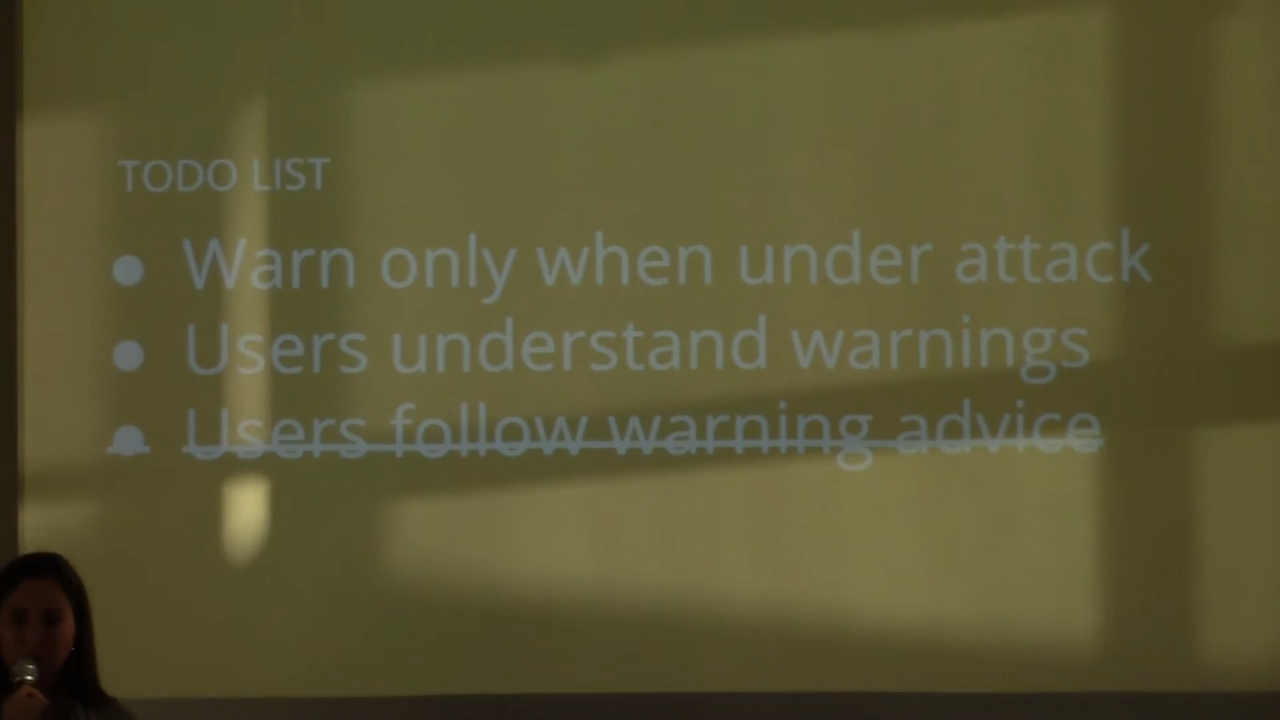 TODO LIST
● Warn only when under attack
● Users understand warnings
● Users follow warning advice